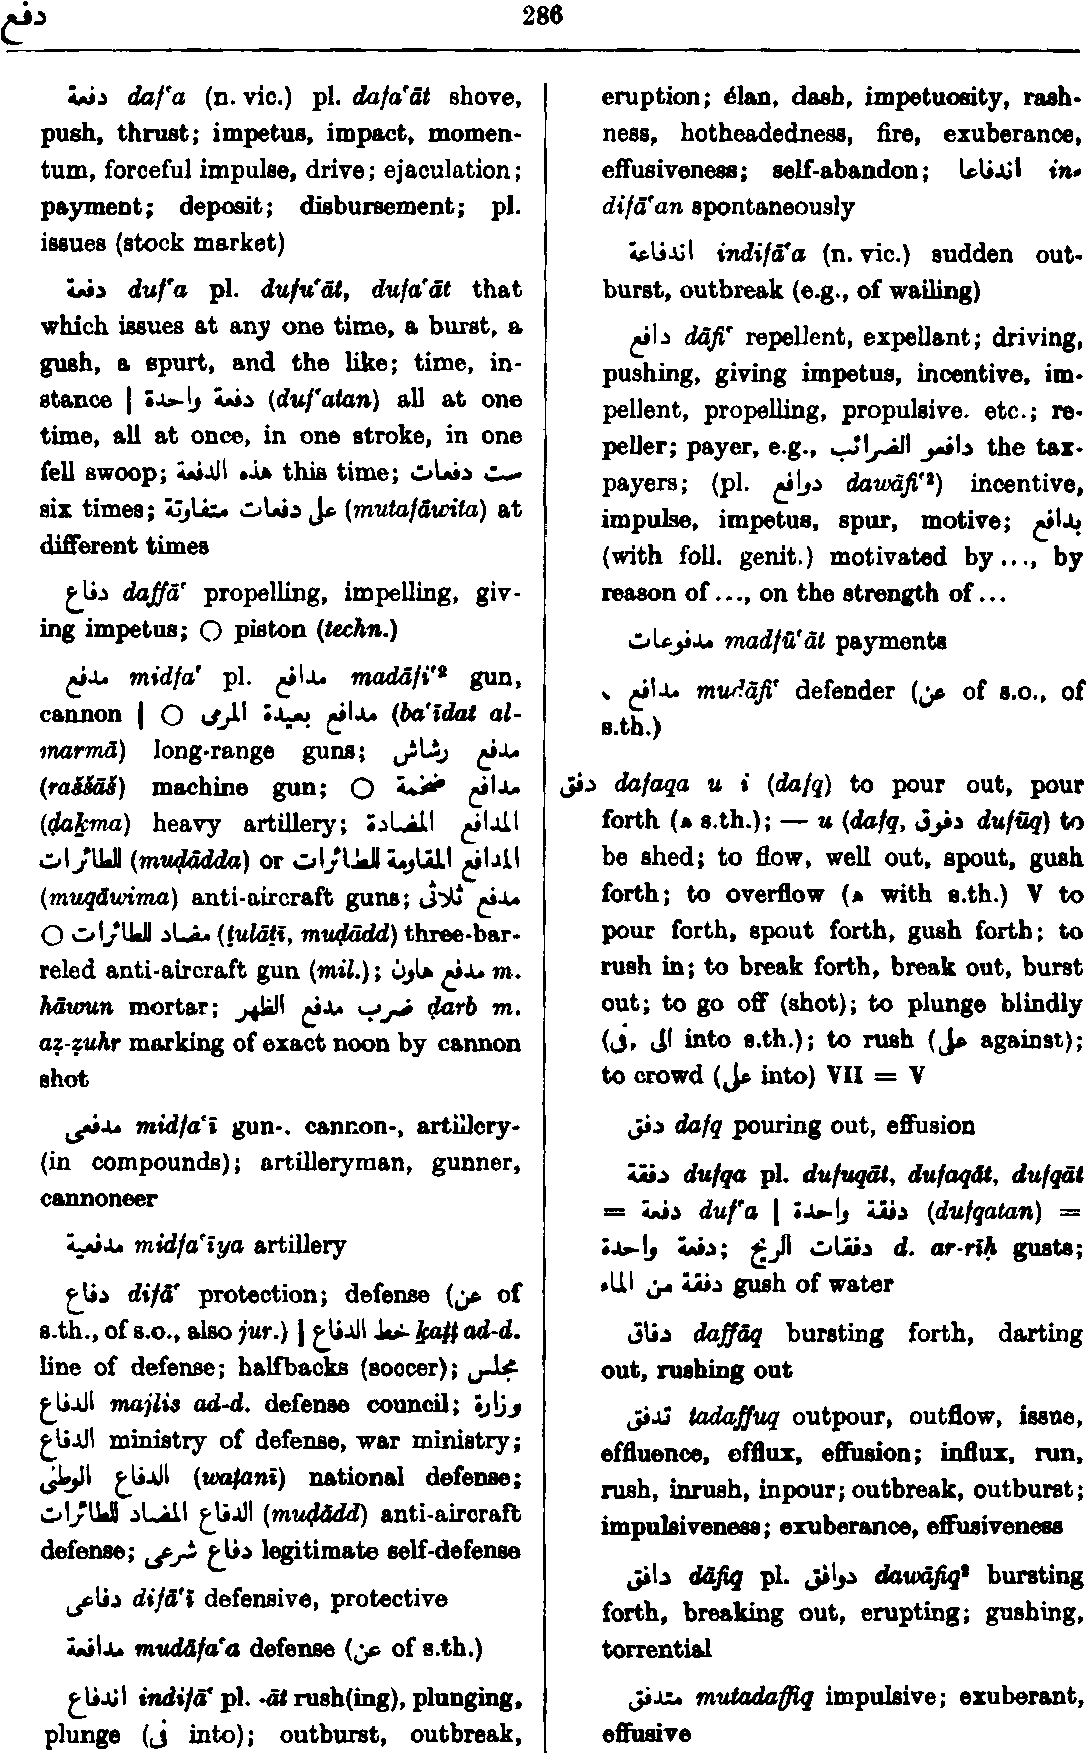 دفع
286
دفعة daf‘a (n. vic.) pl. dafa‘āt shove,
push, thrust; impetus, impact, momen-
tum, forceful impulse, drive; ejaculation;
payment; deposit; disbursement; pl.
issues (stock market)
دفعة duf‘a pl. dufu‘āt, dufa‘āt that
which issues at any one time, a burst, a
gush, a spurt, and the like; time, in-
stance | دفعة واحدة (duf‘atan) all at one
time, all at once, in one stroke, in one
fell swoop; هذه الدفعة this time; ست دفعات
six times; على دفعات متفاوتة (mutafāwita) at
different times
دفاع daffā‘ propelling, impelling, giv-
ing impetus; ○ piston (techn.)
مدفع midfa‘ pl. مدافع madāfi‘² gun,
cannon | ○ مدافع بعيدة المرمى (ba‘īdat al-
marmā) long-range guns; مدفع رشاش
(raššāš) machine gun; ○ مدافع ضخمة
(ḍaḵma) heavy artillery; المدافع المضادة
للطائرات (muḍādda) or المدافع المقاومة للطائرات
(muqāwima) anti-aircraft guns; مدفع ثلاثى
مضاد للطائرات ○ (ṯulāṯī, muḍādd) three-bar-
reled anti-aircraft gun (mil.); مدفع هاون m.
hāwun mortar; ضرب مدفع الظهر ḍarb m.
aẓ-ẓuhr marking of exact noon by cannon
shot
مدفعى midfa‘ī gun-, cannon-, artillery-
(in compounds); artilleryman, gunner,
cannoneer
مدفعية midfa‘īya artillery
دفاع difā‘ protection; defense (عن of
s.th., of s.o., also jur.) | خط الدفاع ḵaṭṭ ad-d.
line of defense; halfbacks (soccer); مجلس
الدفاع majlis ad-d. defense council; وزارة
الدفاع ministry of defense, war ministry;
الدفاع الوطنى (waṭanī) national defense;
الدفاع المضاد للطائرات (muḍādd) anti-aircraft
defense; دفاع شرعى legitimate self-defense
دفاعى difā‘ī defensive, protective
مدافعة mudāfa‘a defense (عن of s.th.)
اندفاع indifā‘ pl. -āt rush(ing), plunging,
plunge (فى into); outburst, outbreak,
eruption; élan, dash, impetuosity, rash-
ness, hotheadedness, fire, exuberance,
effusiveness; self-abandon; اندفاعا in-
difā‘an spontaneously
اندفاعة indifā‘a (n. vic.) sudden out-
burst, outbreak (e.g., of wailing)
دافع dāfi‘ repellent, expellant; driving,
pushing, giving impetus, incentive, im-
pellent, propelling, propulsive, etc.; re-
peller; payer, e.g., دافعو الضرائب the tax-
payers; (pl. دوافع dawāfi‘²) incentive,
impulse, impetus, spur, motive; بدافع
(with foll. genit.) motivated by ..., by
reason of ..., on the strength of ...
مدفوعات madfū‘āt payments
مدافع mudāfi‘ defender (عن of s.o., of
s.th.)
دفق dafaqa u i (dafq) to pour out, pour
forth (ه s.th.); — u (dafq, دفوق dufūq) to
be shed; to flow, well out, spout, gush
forth; to overflow (ه with s.th.) V to
pour forth, spout forth, gush forth; to
rush in; to break forth, break out, burst
out; to go off (shot); to plunge blindly
(فى, الى into s.th.); to rush (على against);
to crowd (على into) VII = V
دفق dafq pouring out, effusion
دفقة dufqa pl. dufuqāt, dufaqāt, dufqāt
= دفعة duf‘a | دفقة واحدة (dufqatan) =
دفعة واحدة; دفقات الريح d. ar-rīḥ gusts;
دفقة من الماء gush of water
دفاق daffāq bursting forth, darting
out, rushing out
تدفق tadaffuq outpour, outflow, issue,
effluence, efflux, effusion; influx, run,
rush, inrush, inpour; outbreak, outburst;
impulsiveness; exuberance, effusiveness
دافق dāfiq pl. دوافق dawāfiq² bursting
forth, breaking out, erupting; gushing,
torrential
متدفق mutadaffiq impulsive; exuberant,
effusive